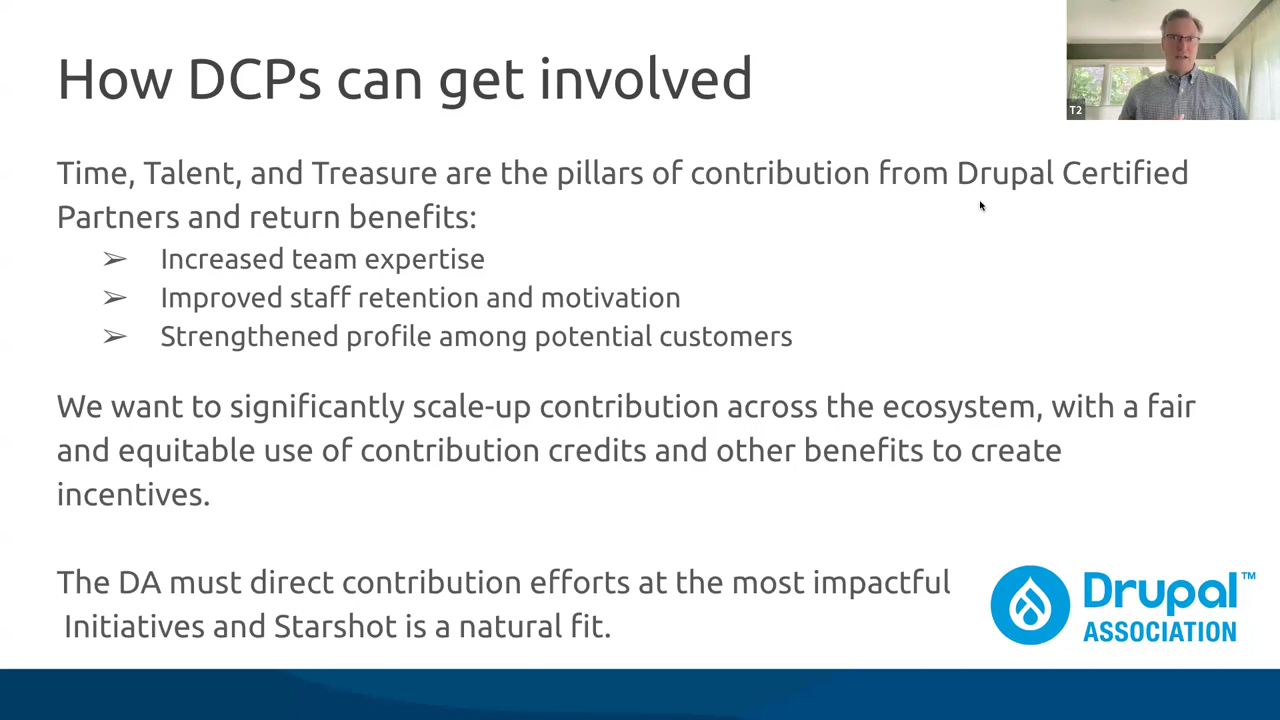 How DCPs can get involved
T2
Time, Talent, and Treasure are the pillars of contribution from Drupal Certified
Partners and return benefits:
➢ Increased team expertise
➢ Improved staff retention and motivation
➢ Strengthened profile among potential customers
We want to significantly scale-up contribution across the ecosystem, with a fair
and equitable use of contribution credits and other benefits to create
incentives.
The DA must direct contribution efforts at the most impactful
Initiatives and Starshot is a natural fit.
Drupal™
ASSOCIATION